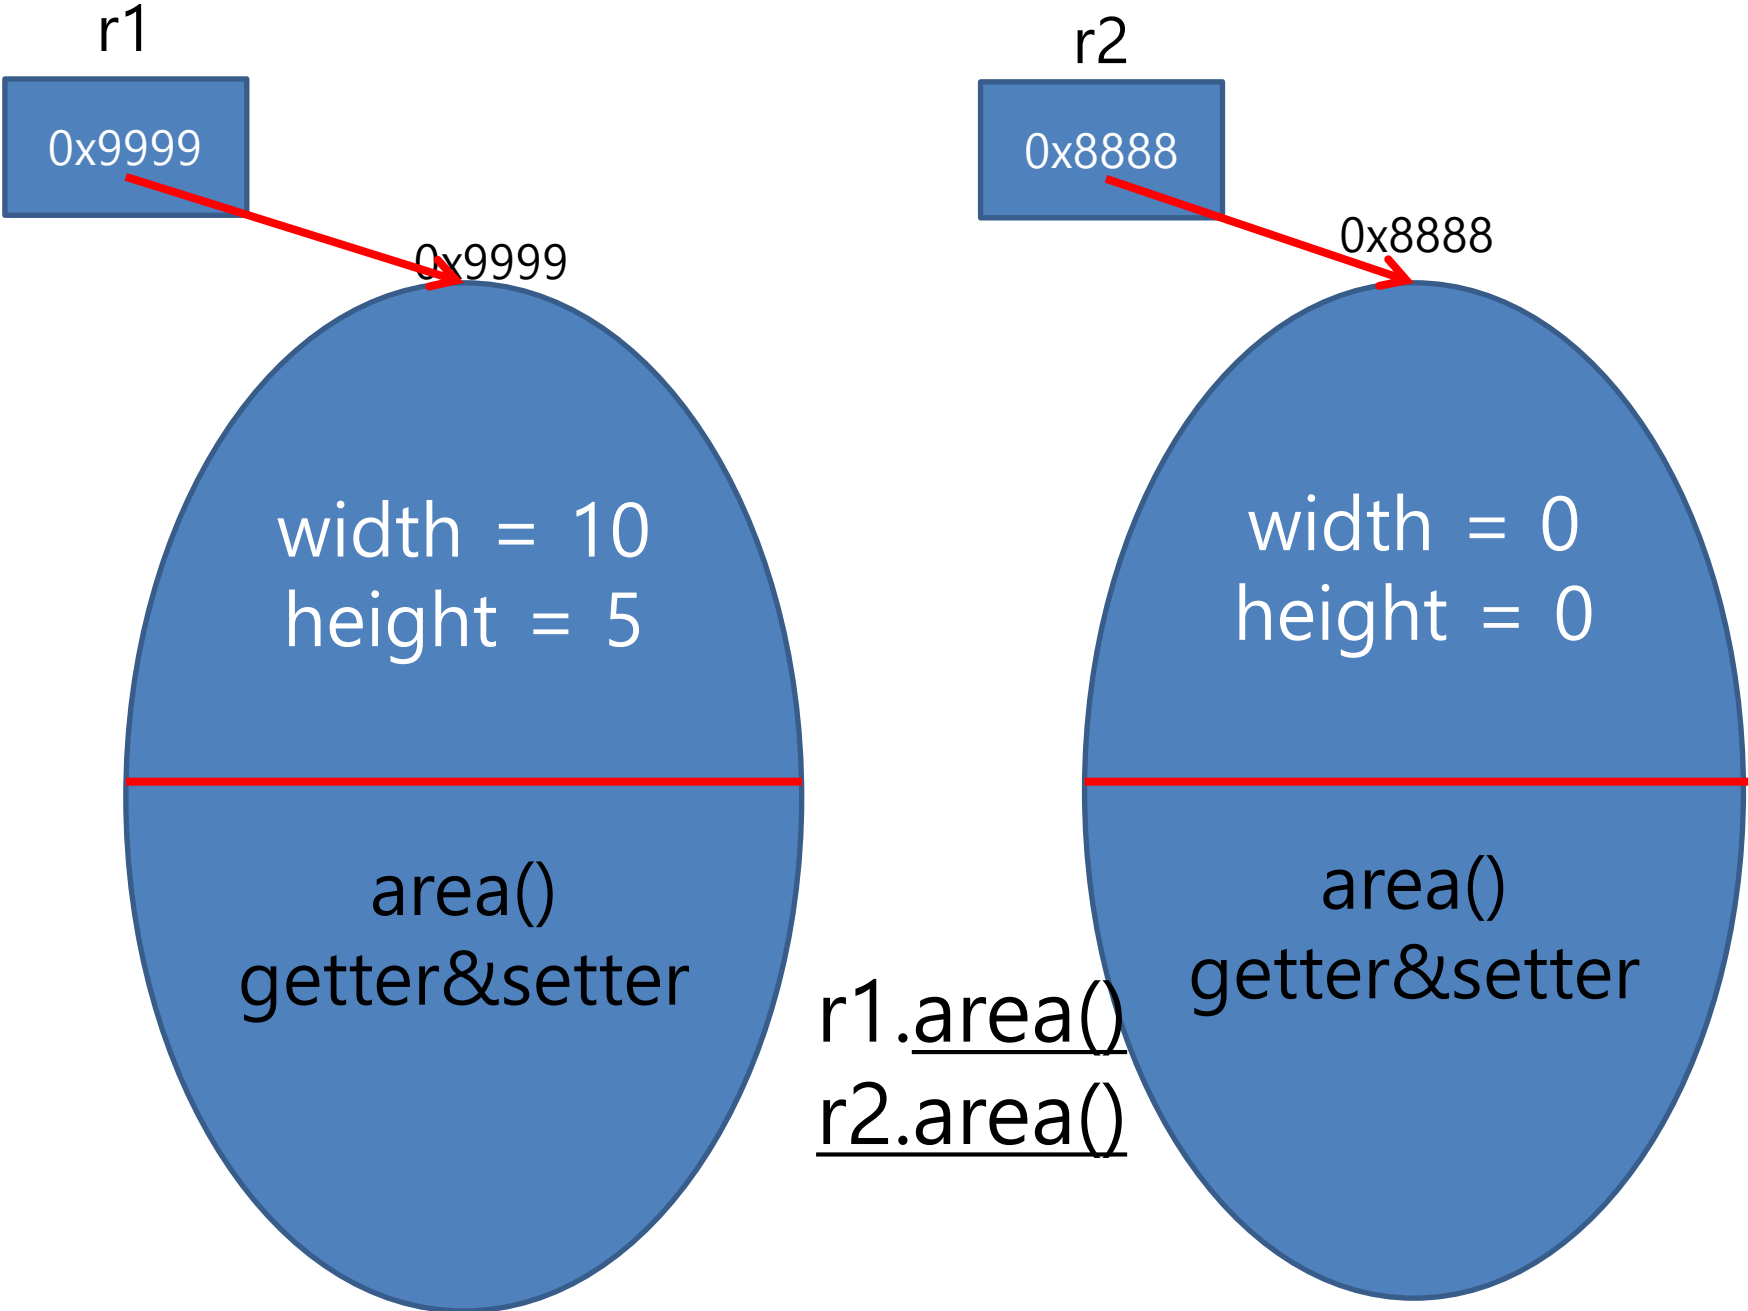 r1
0x9999
0x9999
width = 10
height = 5
area()
getter&setter
r2
0x8888
0x8888
width = 0
height = 0
area()
getter&setter
r1.area()
r2.area()